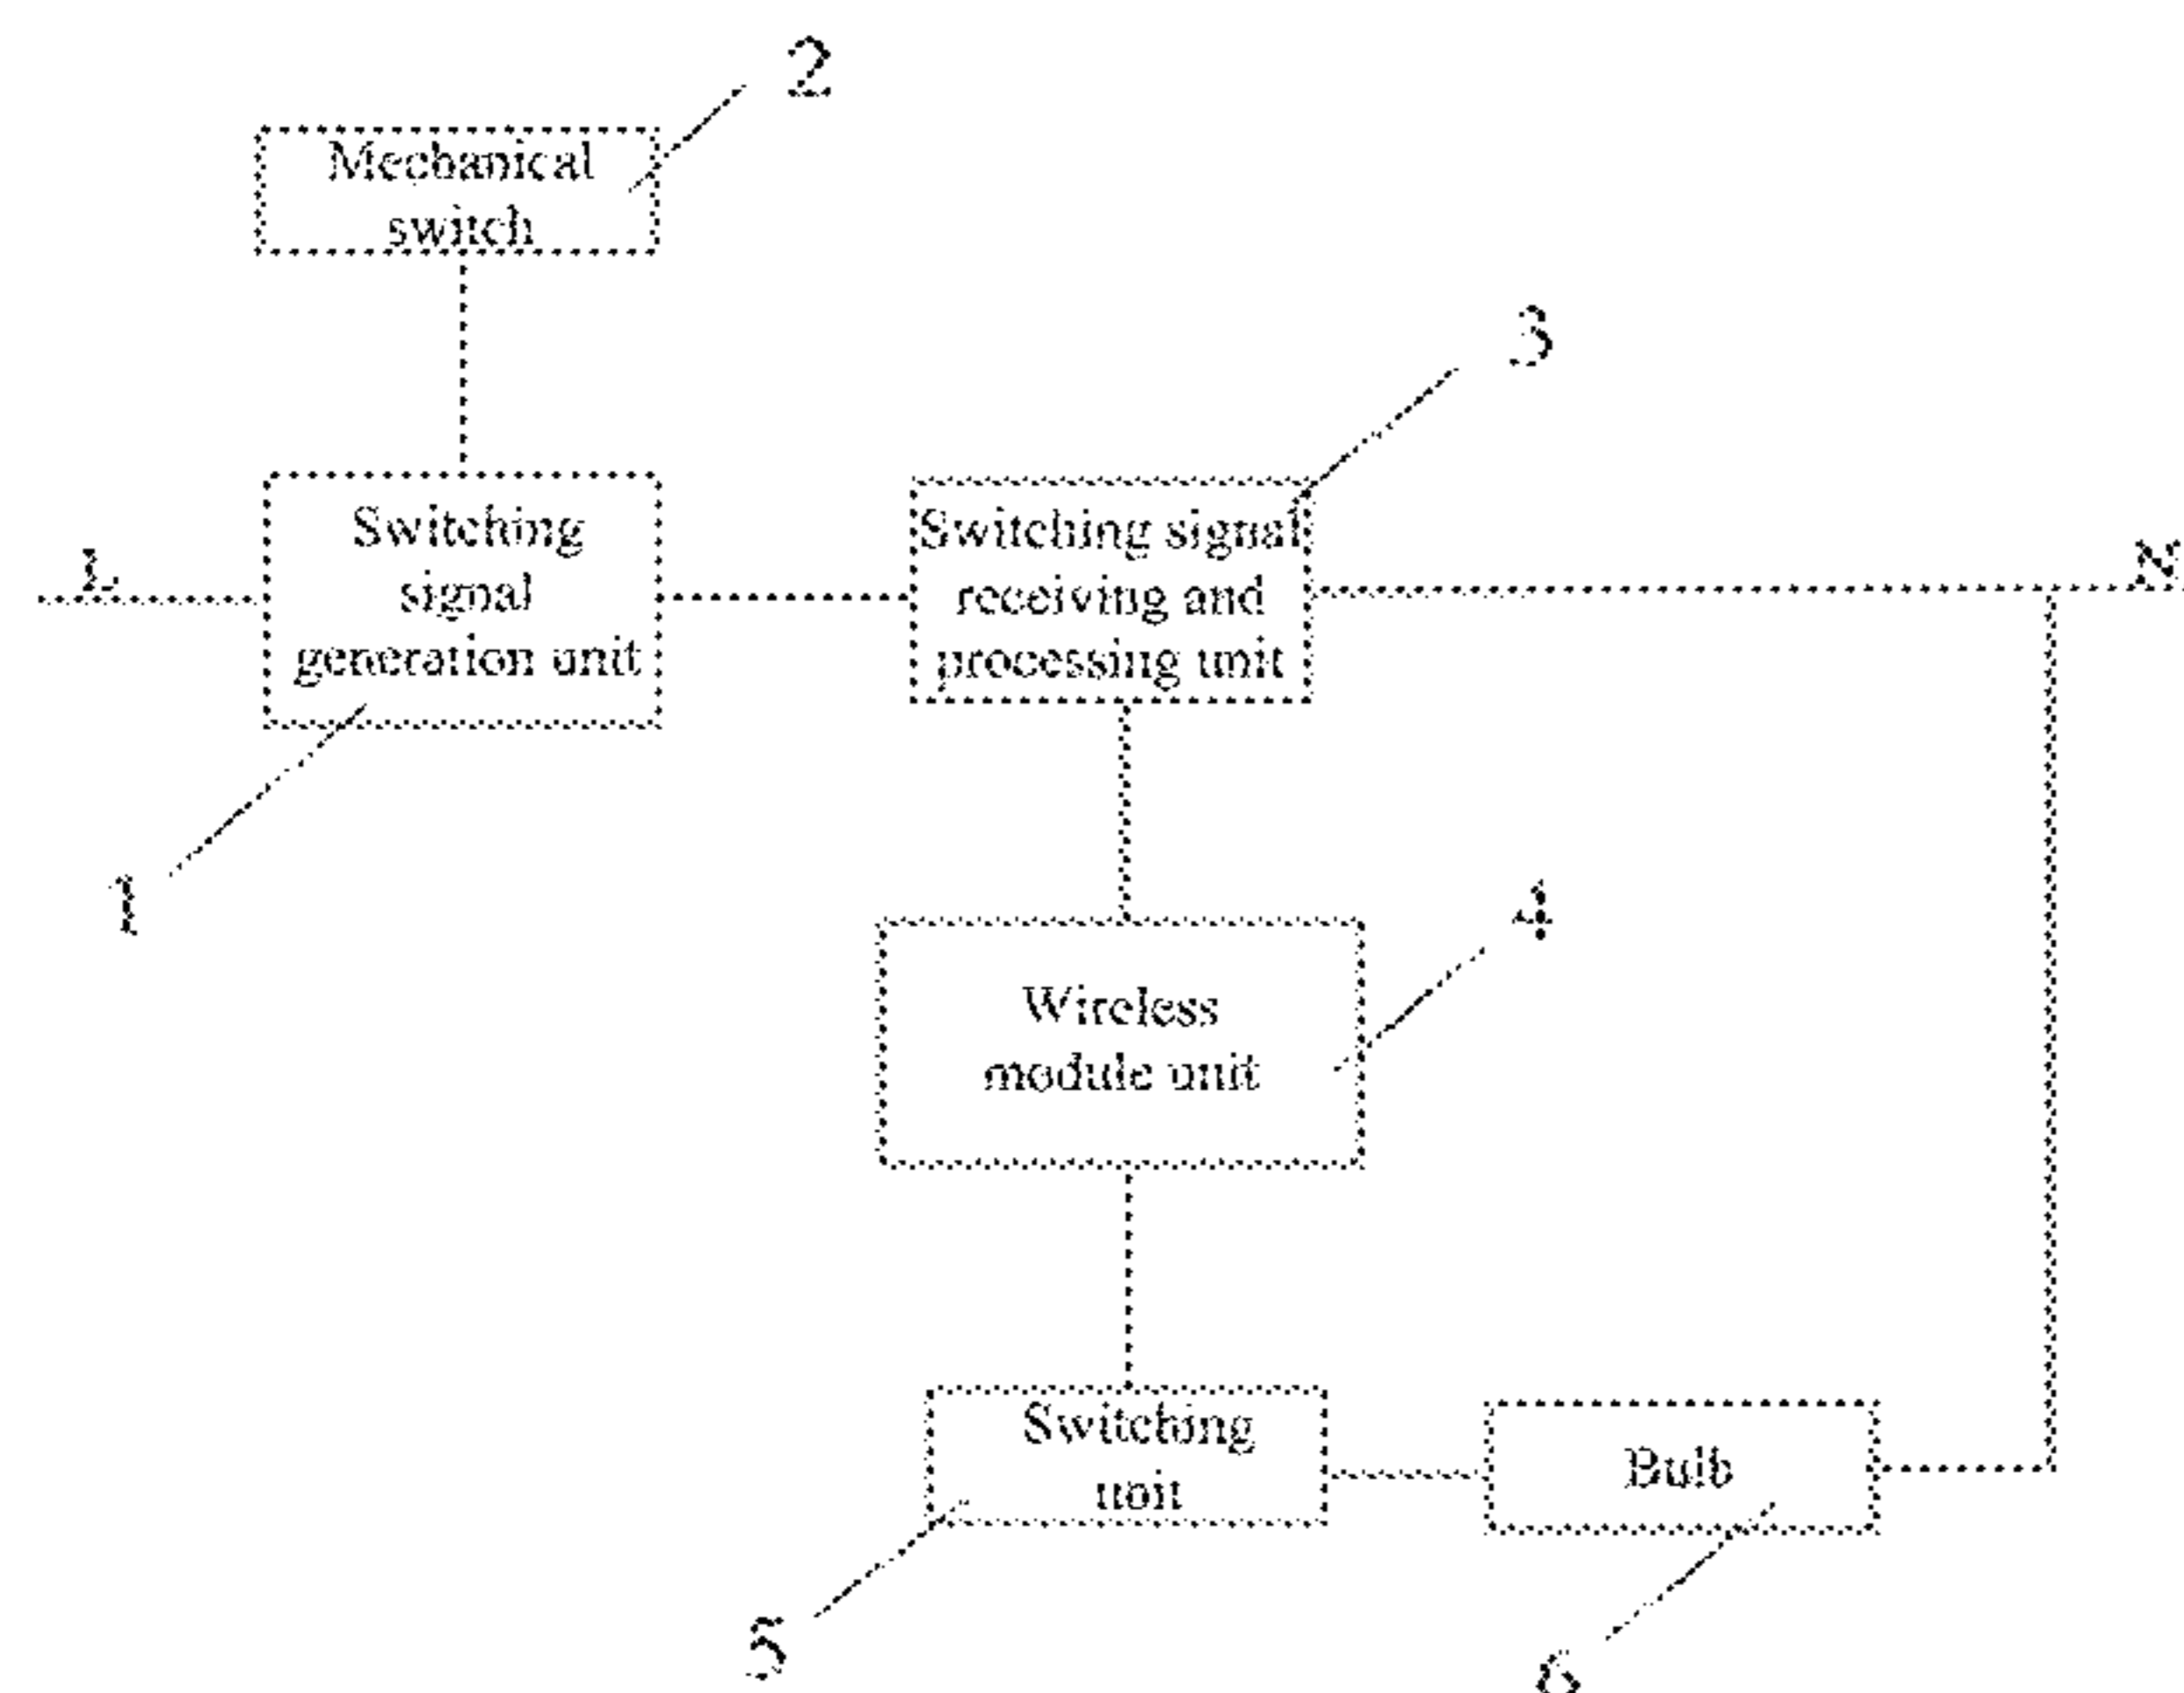 2
Mechanical
switch
3
L
Switching
signal
generation unit
Switching signal
receiving and
processing unit
N
1
4
Wireless
module unit
Switching
unit
Bulb
5
6